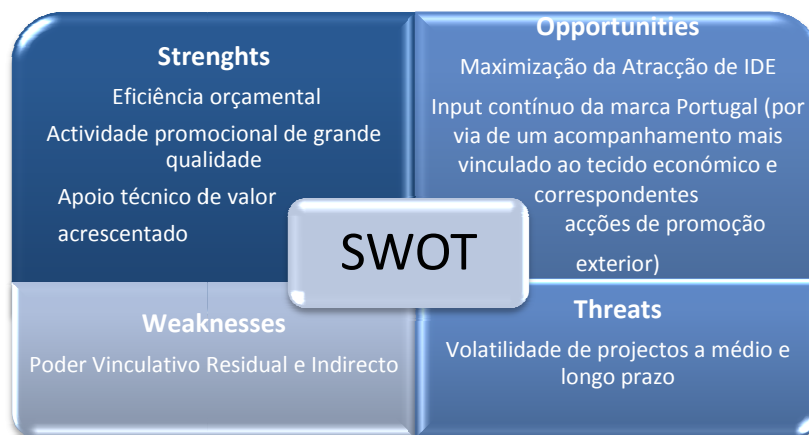 Strenghts
Eficiência orçamental
Actividade promocional de grande
qualidade
Apoio técnico de valor
acrescentado
Opportunities
Maximização da Atracção de IDE
Input contínuo da marca Portugal (por
via de um acompanhamento mais
vinculado ao tecido económico e
correspondentes
acções de promoção
exterior)
SWOT
Weaknesses
Poder Vinculativo Residual e Indirecto
Threats
Volatilidade de projectos a médio e
longo prazo